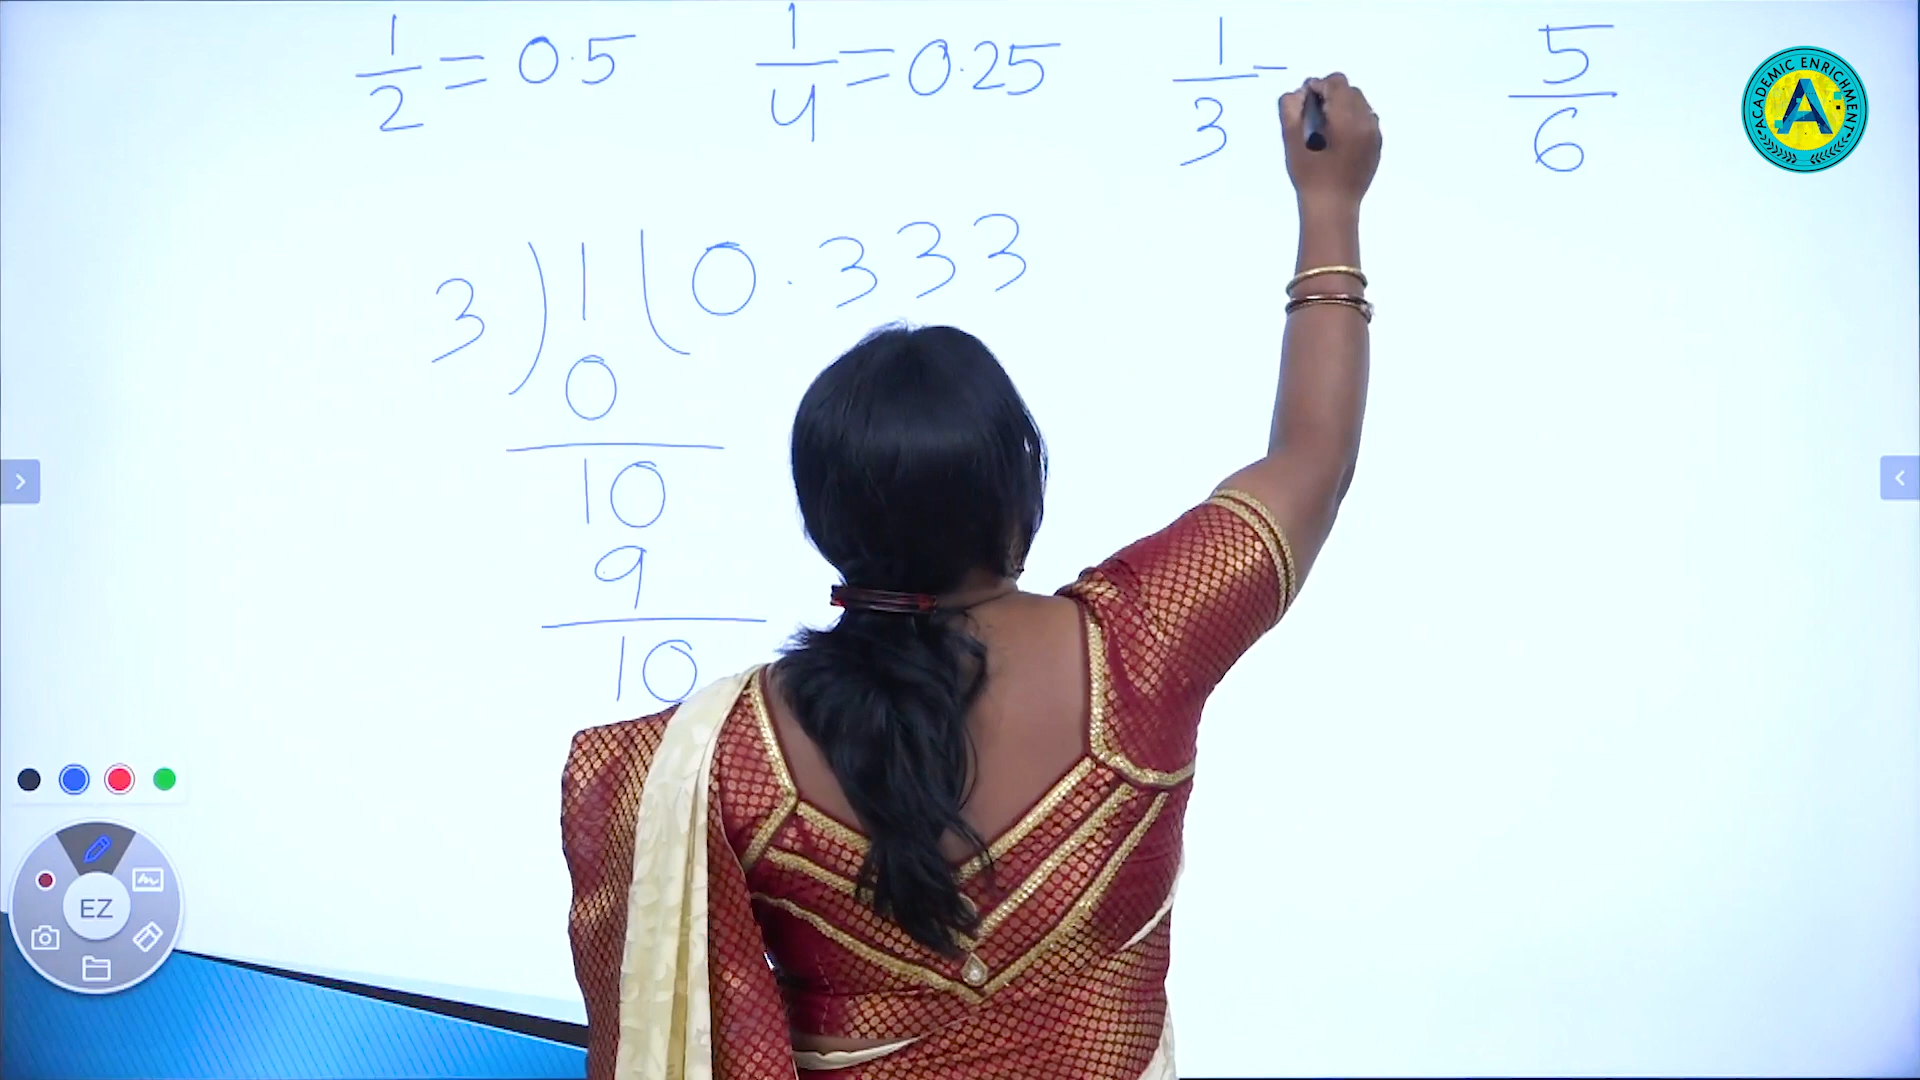 1/2 = 0.5 1/4 = 0.25 1/3 = 5/6
3)1(0.333
0
10
9
10
ACADEMIC ENRICHMENT
A
EZ